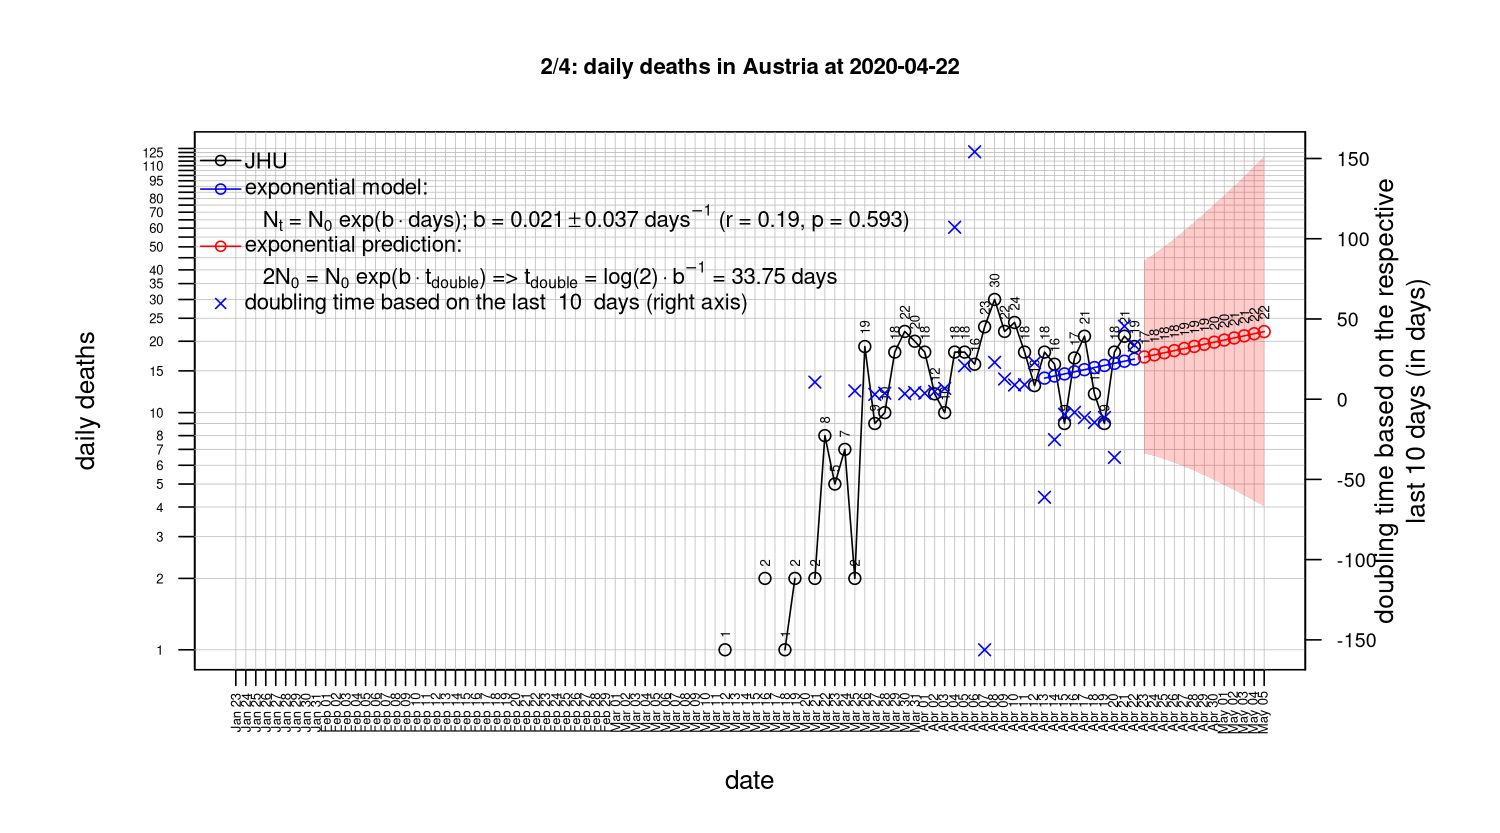 2/4: daily deaths in Austria at 2020-04-22
JHU
exponential model:
Nt = N0 exp(b · days); b = 0.021 ± 0.037 days−1 (r = 0.19, p = 0.593)
exponential prediction:
2N0 = N0 exp(b · tdouble) => tdouble = log(2) · b−1 = 33.75 days
doubling time based on the last 10 days (right axis)
daily deaths
125
110
95
80
70
60
50
40
35
30
25
20
15
10
8
7
6
5
4
3
2
1
150
100
50
0
-50
-100
-150
doubling time based on the respective
last 10 days (in days)
1
2
1
2
2
8
5
7
2
19
9
18
22
20
18
12
18
18
16
23
30
22
24
18
18
16
9
17
21
9
18
21
19
17
18
18
18
19
19
19
20
20
21
21
22
22
Jan 23
Jan 24
Jan 25
Jan 26
Jan 27
Jan 28
Jan 29
Jan 30
Jan 31
Feb 01
Feb 02
Feb 03
Feb 04
Feb 05
Feb 06
Feb 07
Feb 08
Feb 09
Feb 10
Feb 11
Feb 12
Feb 13
Feb 14
Feb 15
Feb 16
Feb 17
Feb 18
Feb 19
Feb 20
Feb 21
Feb 22
Feb 23
Feb 24
Feb 25
Feb 26
Feb 27
Feb 28
Feb 29
Mar 01
Mar 02
Mar 03
Mar 04
Mar 05
Mar 06
Mar 07
Mar 08
Mar 09
Mar 10
Mar 11
Mar 12
Mar 13
Mar 14
Mar 15
Mar 16
Mar 17
Mar 18
Mar 19
Mar 20
Mar 21
Mar 22
Mar 23
Mar 24
Mar 25
Mar 26
Mar 27
Mar 28
Mar 29
Mar 30
Mar 31
Apr 01
Apr 02
Apr 03
Apr 04
Apr 05
Apr 06
Apr 07
Apr 08
Apr 09
Apr 10
Apr 11
Apr 12
Apr 13
Apr 14
Apr 15
Apr 16
Apr 17
Apr 18
Apr 19
Apr 20
Apr 21
Apr 22
Apr 23
Apr 24
Apr 25
Apr 26
Apr 27
Apr 28
Apr 29
Apr 30
May 01
May 02
May 03
May 04
May 05
date